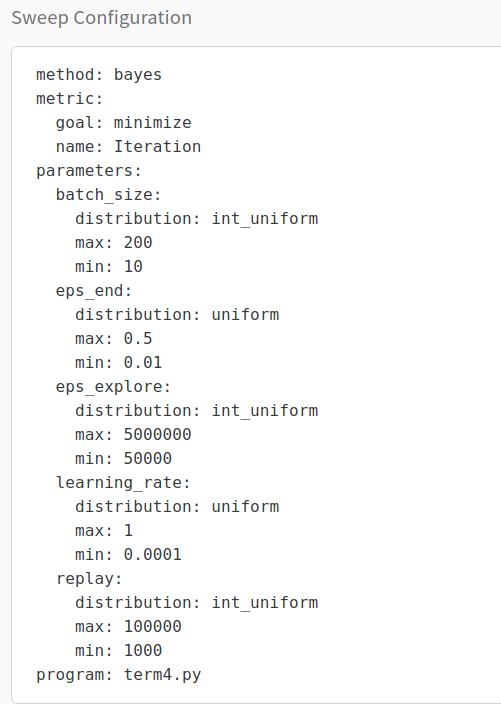 Sweep Configuration
method: bayes
metric:
  goal: minimize
  name: Iteration
parameters:
  batch_size:
    distribution: int_uniform
    max: 200
    min: 10
  eps_end:
    distribution: uniform
    max: 0.5
    min: 0.01
  eps_explore:
    distribution: int_uniform
    max: 5000000
    min: 50000
  learning_rate:
    distribution: uniform
    max: 1
    min: 0.0001
  replay:
    distribution: int_uniform
    max: 100000
    min: 1000
program: term4.py